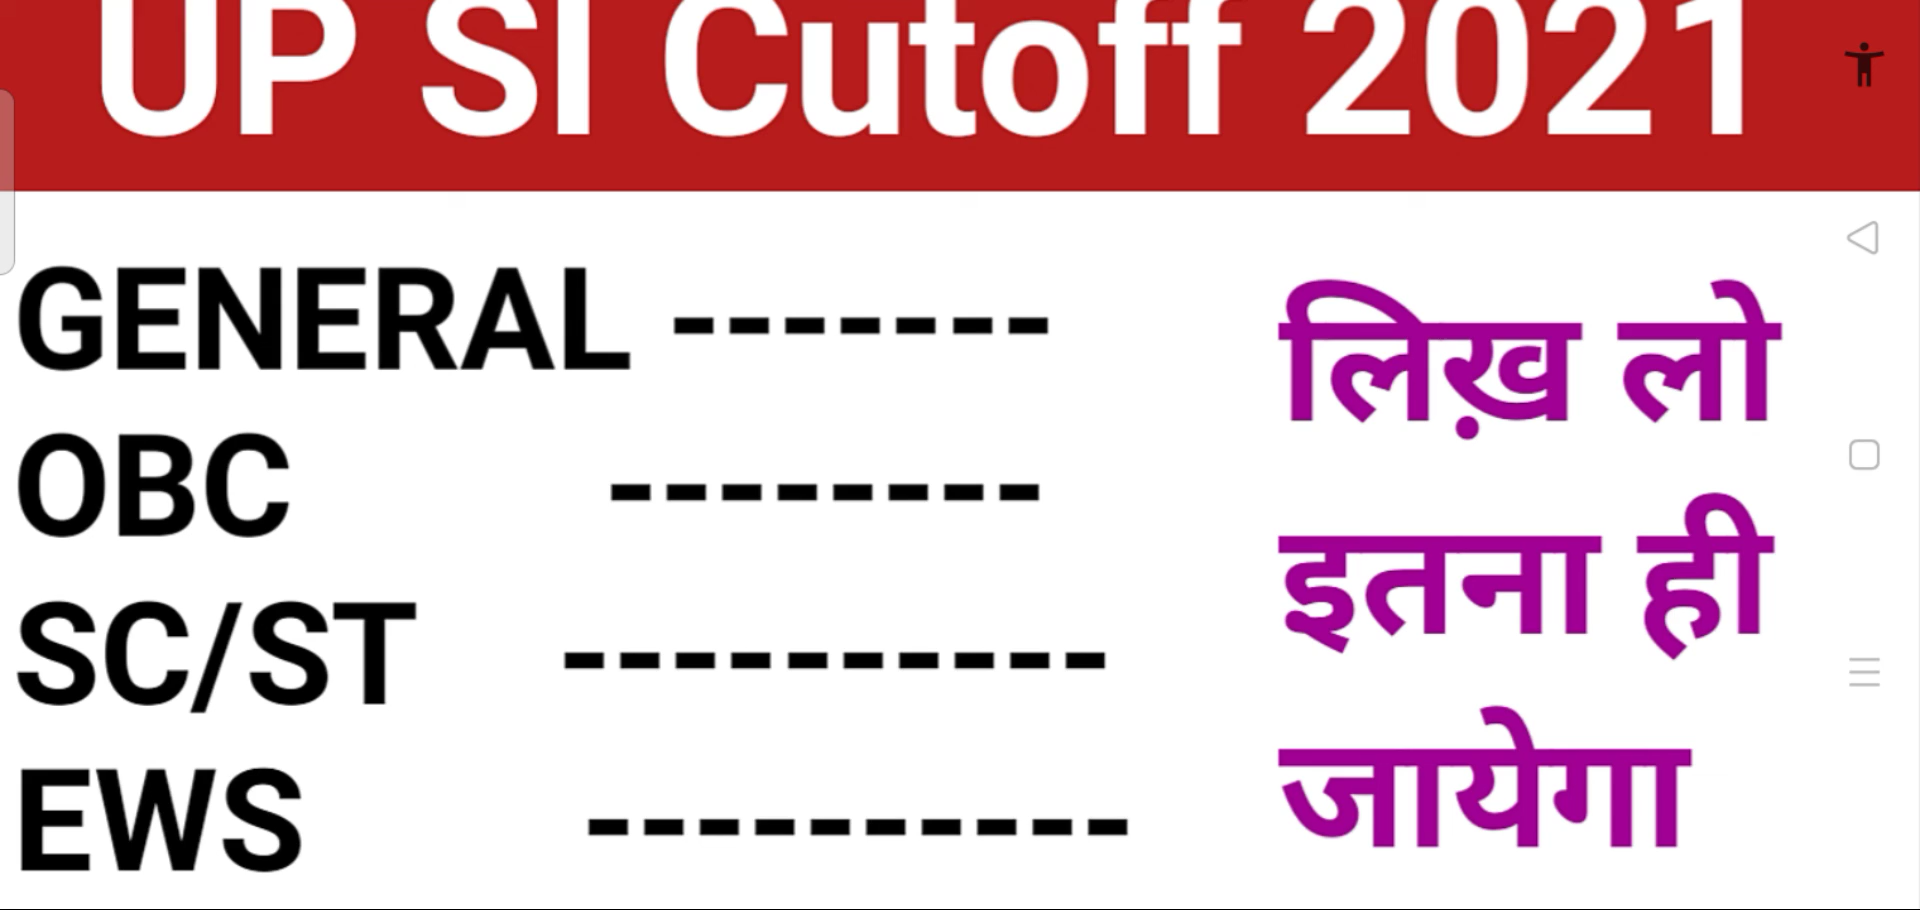 UP SI Cutoff 2021
GENERAL -------
OBC --------
SC/ST ----------
EWS ----------
लिख़ लो
इतना ही
जायेगा